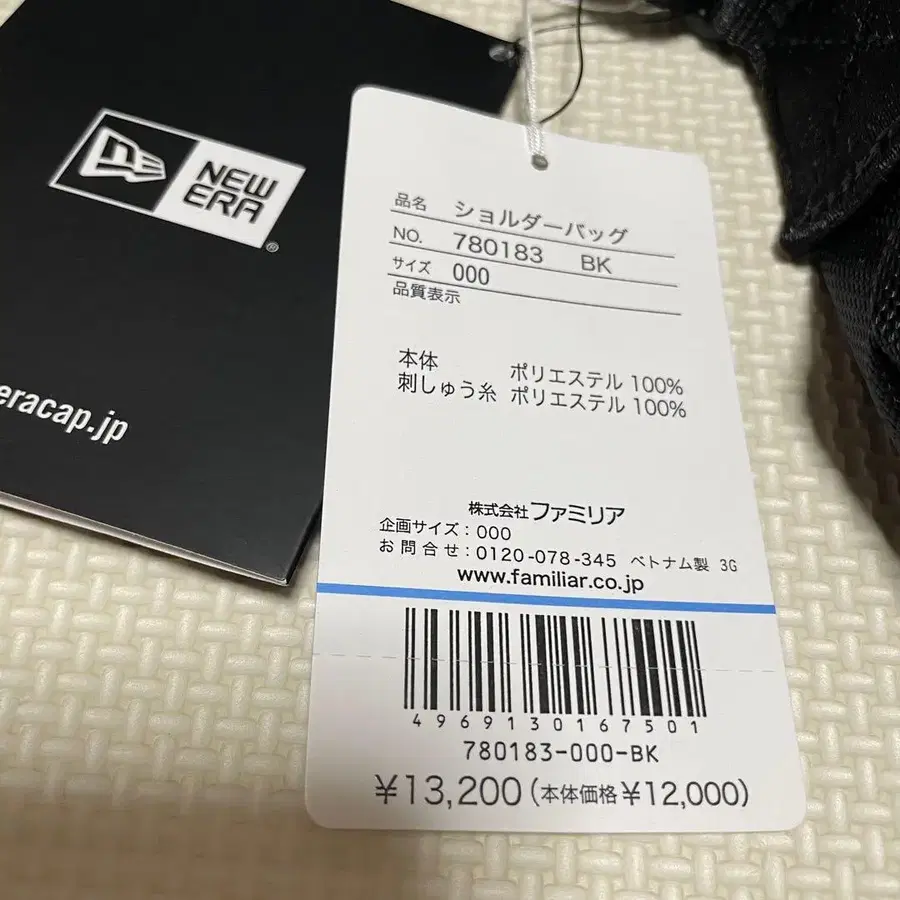 NEW
ERA
®
eracap.jp
品名 ショルダーバッグ
NO. 780183 BK
サイズ 000
品質表示
本体 ポリエステル 100%
刺しゅう糸 ポリエステル 100%
株式会社ファミリア
企画サイズ：000
お問合せ：0120-078-345 ベトナム製 3G
www.familiar.co.jp
4969130167501
780183-000-BK
¥13,200(本体価格¥12,000)